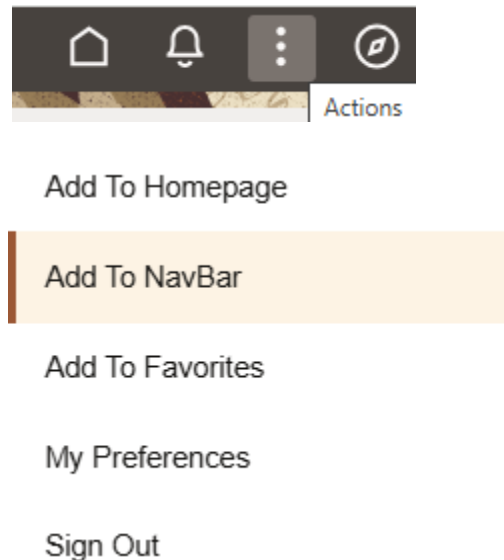 Actions
Add To Homepage
Add To NavBar
Add To Favorites
My Preferences
Sign Out